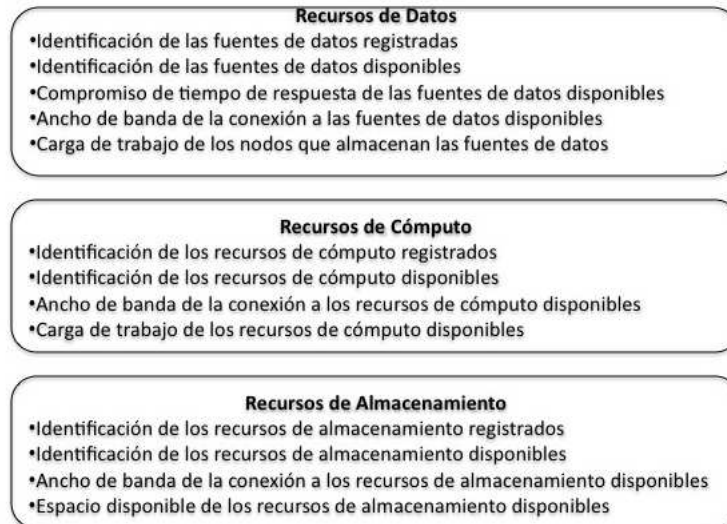 Recursos de Datos
•Identificación de las fuentes de datos registradas
•Identificación de las fuentes de datos disponibles
•Compromiso de tiempo de respuesta de las fuentes de datos disponibles
•Ancho de banda de la conexión a las fuentes de datos disponibles
•Carga de trabajo de los nodos que almacenan las fuentes de datos
Recursos de Cómputo
•Identificación de los recursos de cómputo registrados
•Identificación de los recursos de cómputo disponibles
•Ancho de banda de la conexión a los recursos de cómputo disponibles
•Carga de trabajo de los recursos de cómputo disponibles
Recursos de Almacenamiento
•Identificación de los recursos de almacenamiento registrados
•Identificación de los recursos de almacenamiento disponibles
•Ancho de banda de la conexión a los recursos de almacenamiento disponibles
•Espacio disponible de los recursos de almacenamiento disponibles